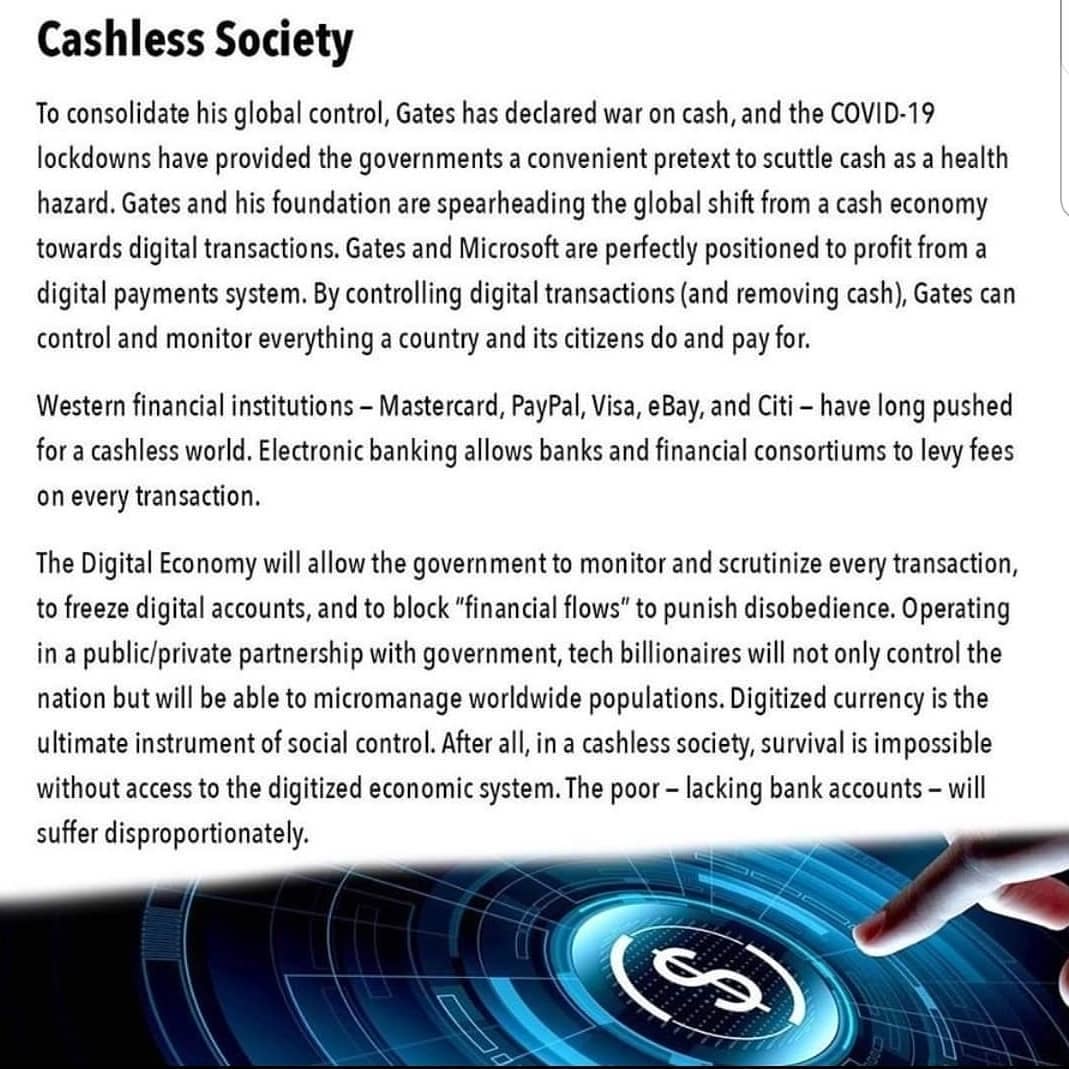 Cashless Society
To consolidate his global control, Gates has declared war on cash, and the COVID-19
lockdowns have provided the governments a convenient pretext to scuttle cash as a health
hazard. Gates and his foundation are spearheading the global shift from a cash economy
towards digital transactions. Gates and Microsoft are perfectly positioned to profit from a
digital payments system. By controlling digital transactions (and removing cash), Gates can
control and monitor everything a country and its citizens do and pay for.
Western financial institutions – Mastercard, PayPal, Visa, eBay, and Citi – have long pushed
for a cashless world. Electronic banking allows banks and financial consortiums to levy fees
on every transaction.
The Digital Economy will allow the government to monitor and scrutinize every transaction,
to freeze digital accounts, and to block "financial flows" to punish disobedience. Operating
in a public/private partnership with government, tech billionaires will not only control the
nation but will be able to micromanage worldwide populations. Digitized currency is the
ultimate instrument of social control. After all, in a cashless society, survival is impossible
without access to the digitized economic system. The poor – lacking bank accounts – will
suffer disproportionately.
$